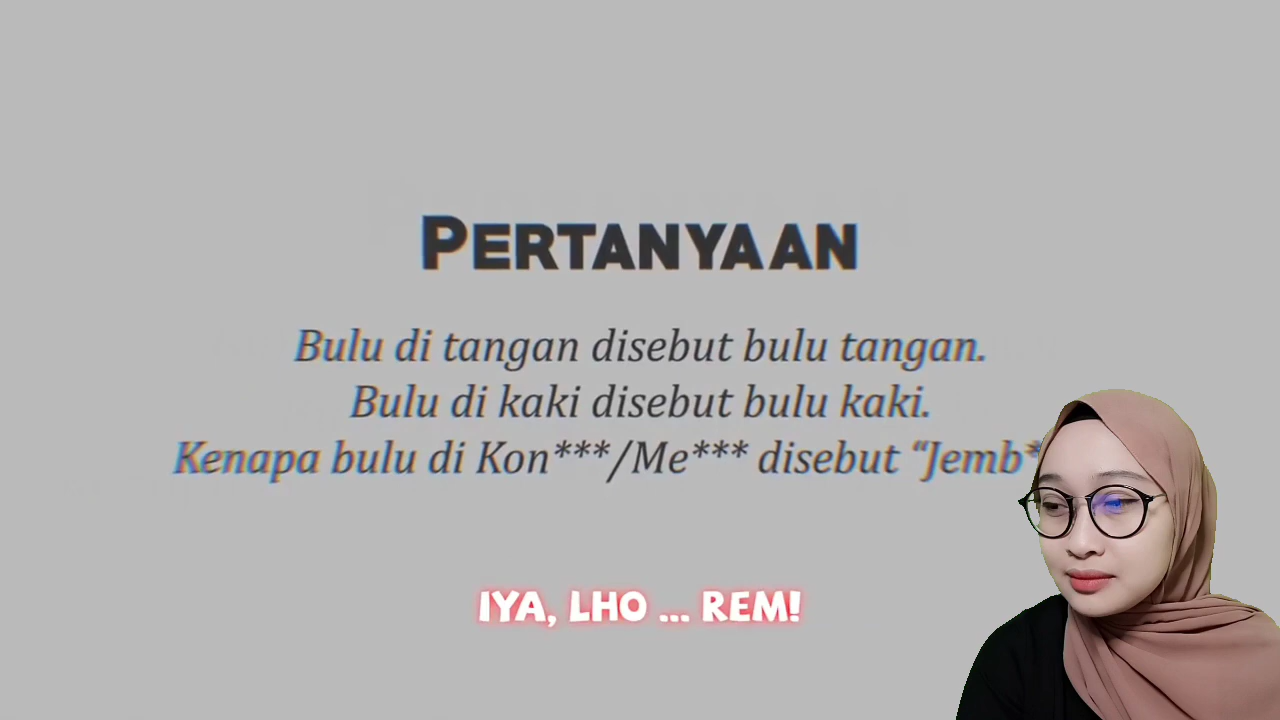 PERTANYAAN
Bulu di tangan disebut bulu tangan.
Bulu di kaki disebut bulu kaki.
Kenapa bulu di Kon***/Me*** disebut “Jemb*
IYA, LHO ... REM!